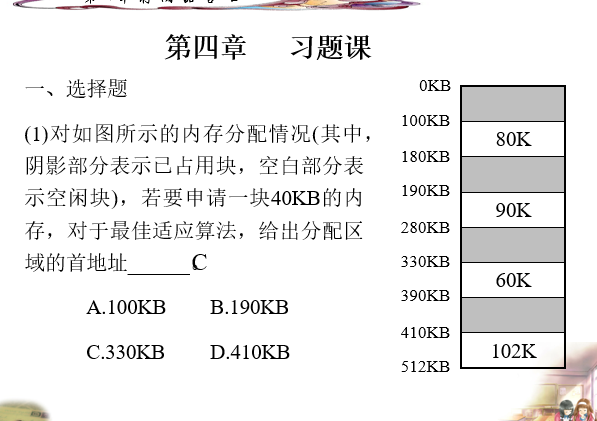 第四章 习题课
一、选择题
(1)对如图所示的内存分配情况(其中，
阴影部分表示已占用块，空白部分表
示空闲块)，若要申请一块40KB的内
存，对于最佳适应算法，给出分配区
域的首地址______C
A.100KB B.190KB
C.330KB D.410KB
0KB
100KB
80K
180KB
190KB
90K
280KB
330KB
60K
390KB
410KB
102K
512KB